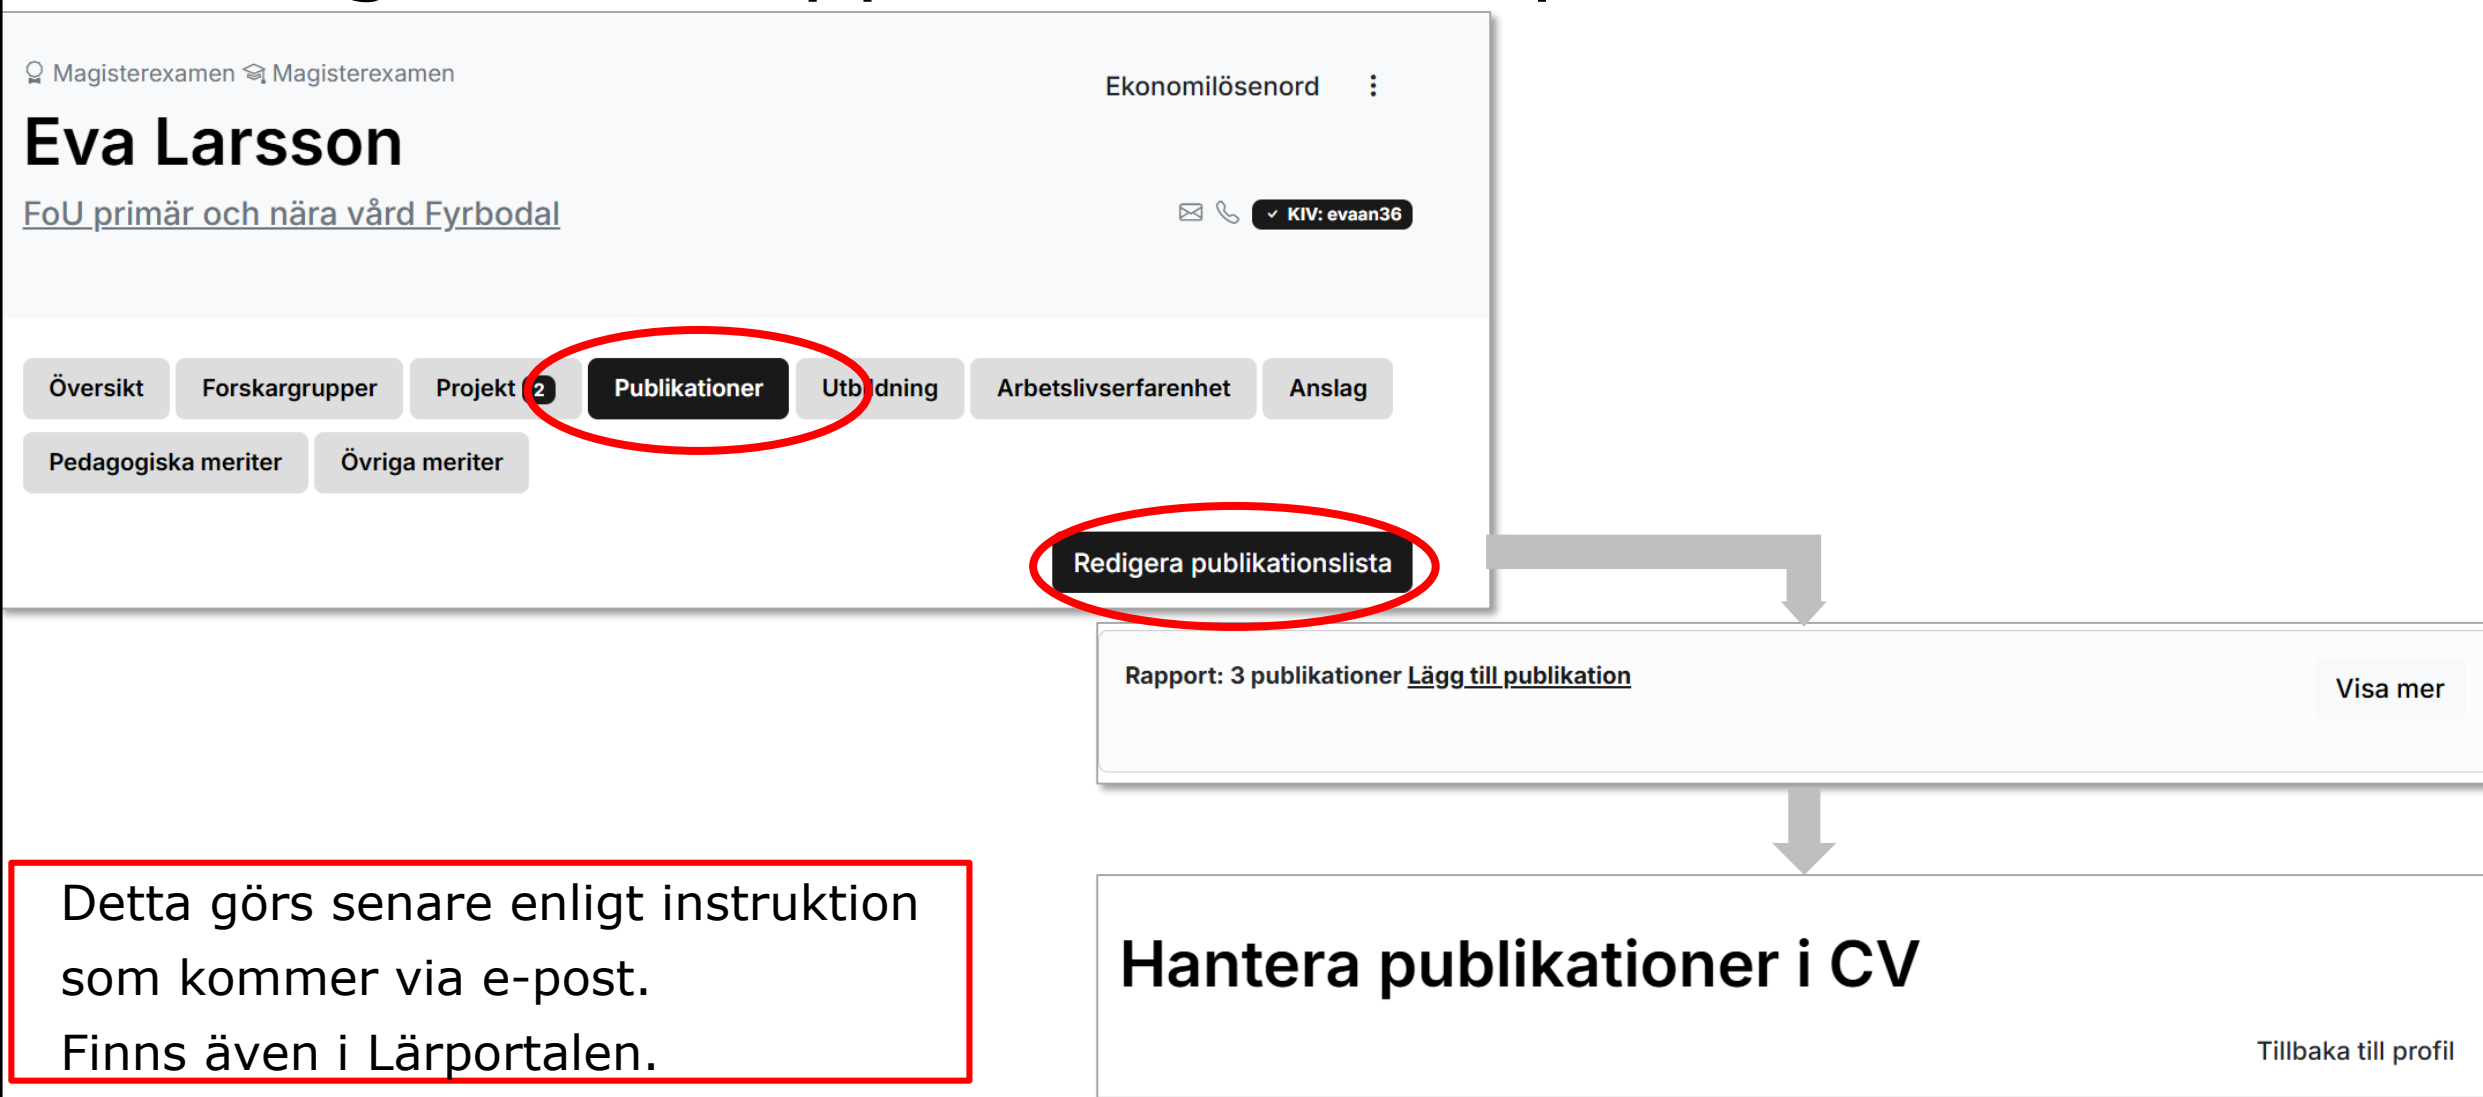 Magisterexamen Magisterexamen
Ekonomilösenord
Eva Larsson
FoU primär och nära vård Fyrbodal
KIV: evaan36
Översikt Forskargrupper Projekt 2 Publikationer Utbildning Arbetslivserfarenhet Anslag
Pedagogiska meriter Övriga meriter
Redigera publikationslista
Rapport: 3 publikationer Lägg till publikation
Visa mer
Detta görs senare enligt instruktion
som kommer via e-post.
Finns även i Lärportalen.
Hantera publikationer i CV
Tillbaka till profil